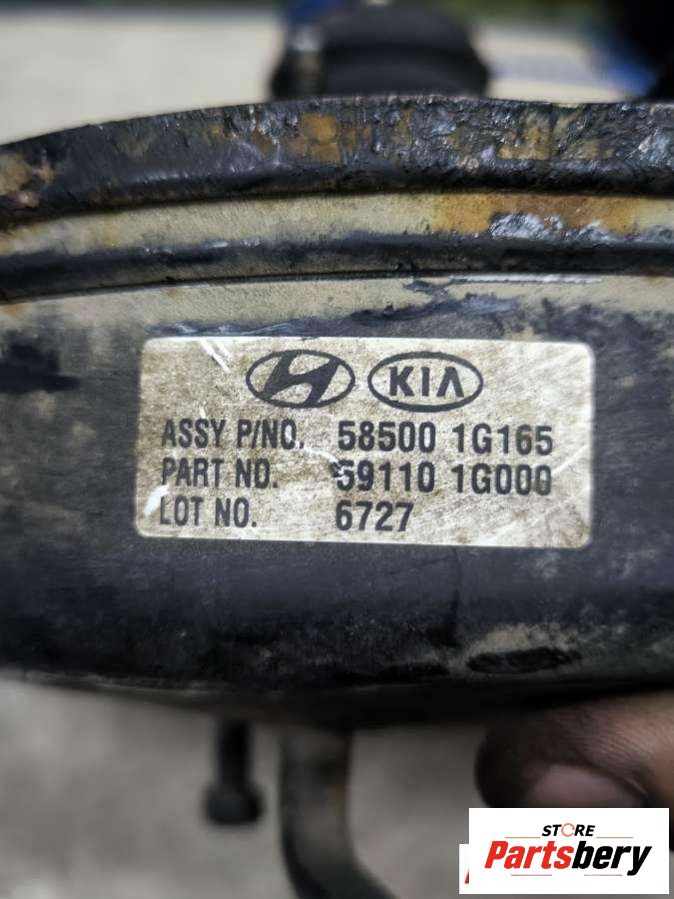 KIA
ASSY P/NO. 58500 1G165
PART NO. 59110 1G000
LOT NO. 6727
STORE
Partsbery